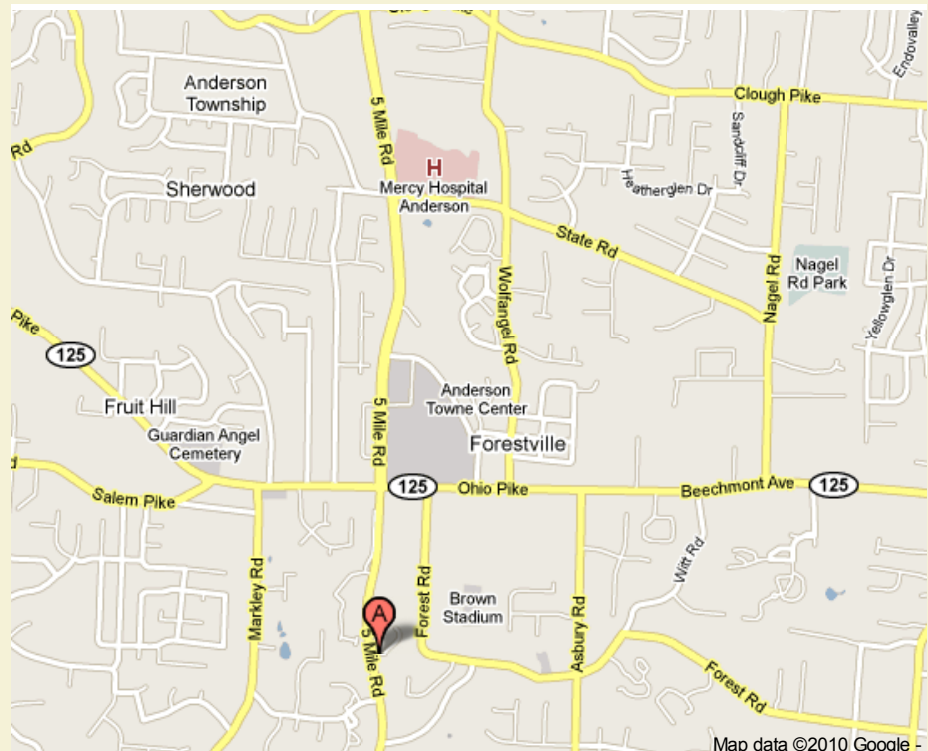 Anderson
Township
5 Mile Rd
Clough Pike
Endovalley
Rd
H
Mercy Hospital
Anderson
Sherwood
Heatherglen Dr
Sandcliff Dr
State Rd
Nagel
Rd Park
Nagel Rd
Yellowglen Dr
Wolfangel Rd
Pike
125
Fruit Hill
Guardian Angel
Cemetery
5 Mile Rd
Anderson
Towne Center
Forestville
125
Ohio Pike
Beechmont Ave
125
Salem Pike
Markley Rd
A
5 Mile Rd
Forest Rd
Brown
Stadium
Asbury Rd
Witt Rd
Forest Rd
Map data ©2010 Google -